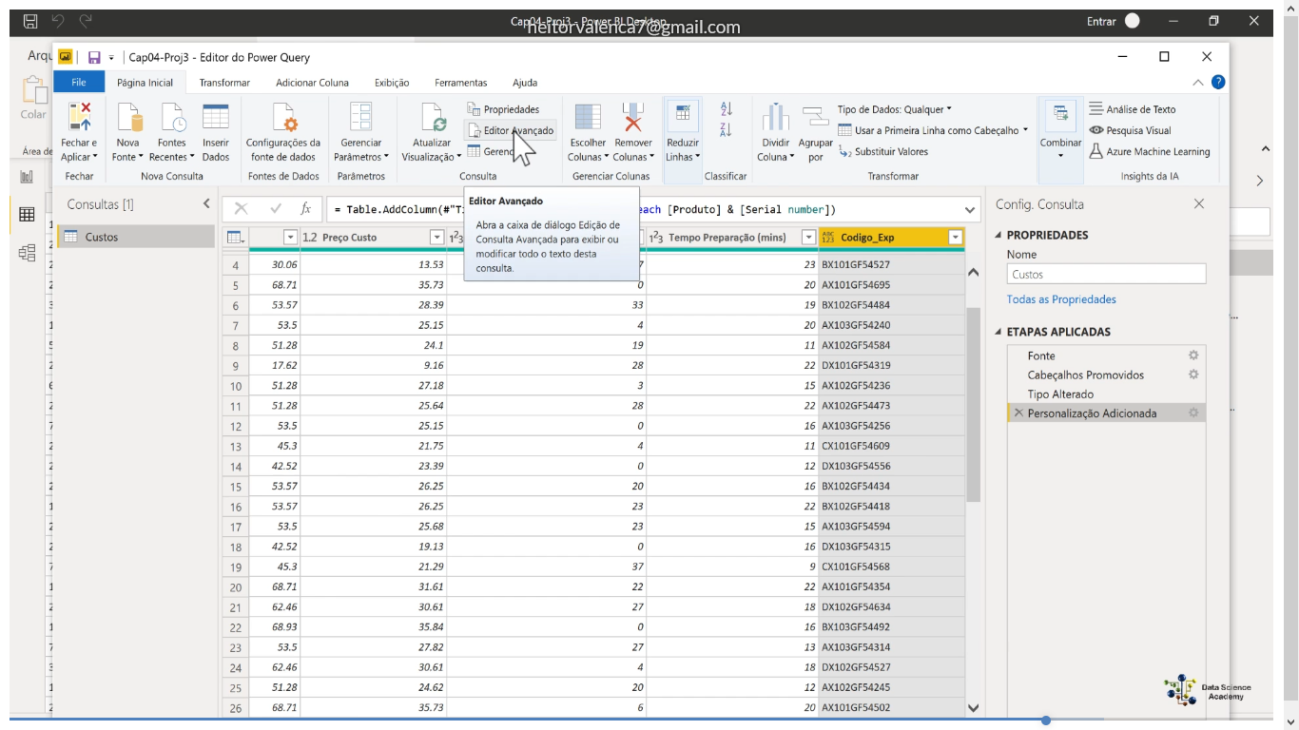 Cap04-Proj3 - Power BI Desktop
heitorvalenca7@gmail.com
Entrar
Arqu
Cap04-Proj3 - Editor do Power Query
File
Página Inicial
Transformar
Adicionar Coluna
Exibição
Ferramentas
Ajuda
Colar
Área de
Fechar e
Aplicar
Fechar
Nova
Fonte
Fontes
Recentes
Inserir
Dados
Nova Consulta
Configurações da
fonte de dados
Fontes de Dados
Gerenciar
Parâmetros
Parâmetros
Atualizar
Visualização
Propriedades
Editor Avançado
Gerenc
Consulta
Escolher
Colunas
Remover
Colunas
Gerenciar Colunas
Reduzir
Linhas
Classificar
Dividir
Coluna
Agrupar
por
Tipo de Dados: Qualquer
Usar a Primeira Linha como Cabeçalho
Substituir Valores
Transformar
Combinar
Análise de Texto
Pesquisa Visual
Azure Machine Learning
Insights da IA
Consultas [1]
Custos
fx
= Table.AddColumn(#"Ti
each [Produto] & [Serial number])
Editor Avançado
Abra a caixa de diálogo Edição de
Consulta Avançada para exibir ou
modificar todo o texto desta
consulta.
1.2 Preço Custo
123
123 Tempo Preparação (mins)
ABC 123 Codigo_Exp
4 30.06 13.53 7 23 BX101GF54527
5 68.71 35.73 0 20 AX101GF54695
6 53.57 28.39 33 19 BX102GF54484
7 53.5 25.15 4 20 AX103GF54240
8 51.28 24.1 19 11 AX102GF54584
9 17.62 9.16 28 22 DX101GF54319
10 51.28 27.18 3 15 AX102GF54236
11 51.28 25.64 28 22 AX102GF54473
12 53.5 25.15 0 16 AX103GF54256
13 45.3 21.75 4 11 CX101GF54609
14 42.52 23.39 0 12 DX103GF54556
15 53.57 26.25 20 16 BX102GF54434
16 53.57 26.25 23 22 BX102GF54418
17 53.5 25.68 23 15 AX103GF54594
18 42.52 19.13 0 16 DX103GF54315
19 45.3 21.29 37 9 CX101GF54568
20 68.71 31.61 22 22 AX101GF54354
21 62.46 30.61 27 18 DX102GF54634
22 68.93 35.84 0 16 BX103GF54492
23 53.5 27.82 27 13 AX103GF54314
24 62.46 30.61 4 18 DX102GF54527
25 51.28 24.62 20 12 AX102GF54245
26 68.71 35.73 6 20 AX101GF54502
Config. Consulta
PROPRIEDADES
Nome
Custos
Todas as Propriedades
ETAPAS APLICADAS
Fonte
Cabeçalhos Promovidos
Tipo Alterado
Personalização Adicionada
Data Science
Academy